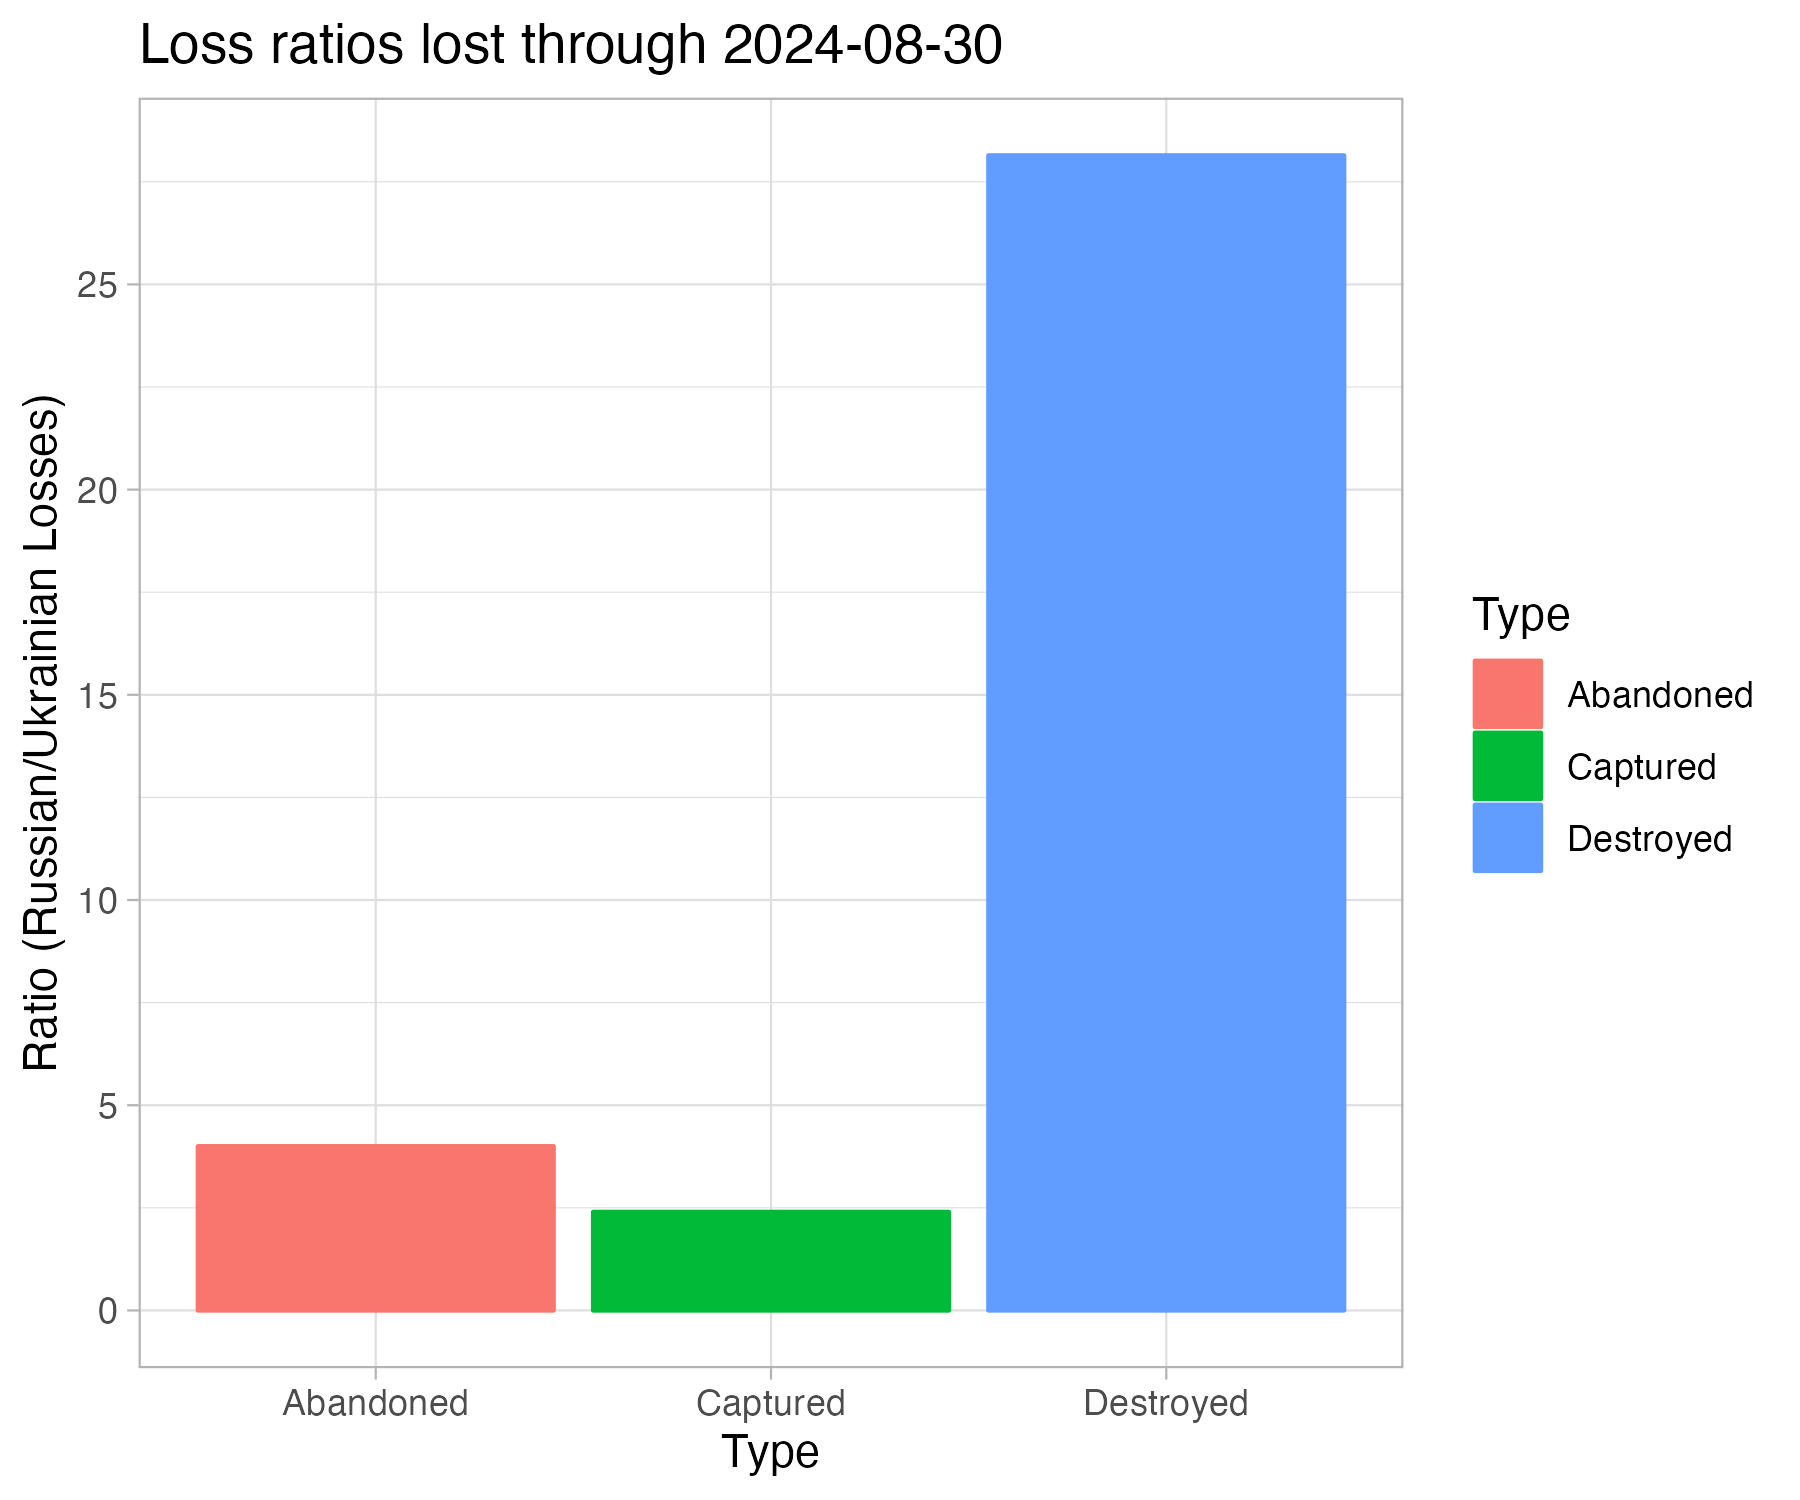 Loss ratios lost through 2024-08-30
Ratio (Russian/Ukrainian Losses)
25
20
15
10
5
0
Abandoned
Captured
Destroyed
Type
Type
Abandoned
Captured
Destroyed